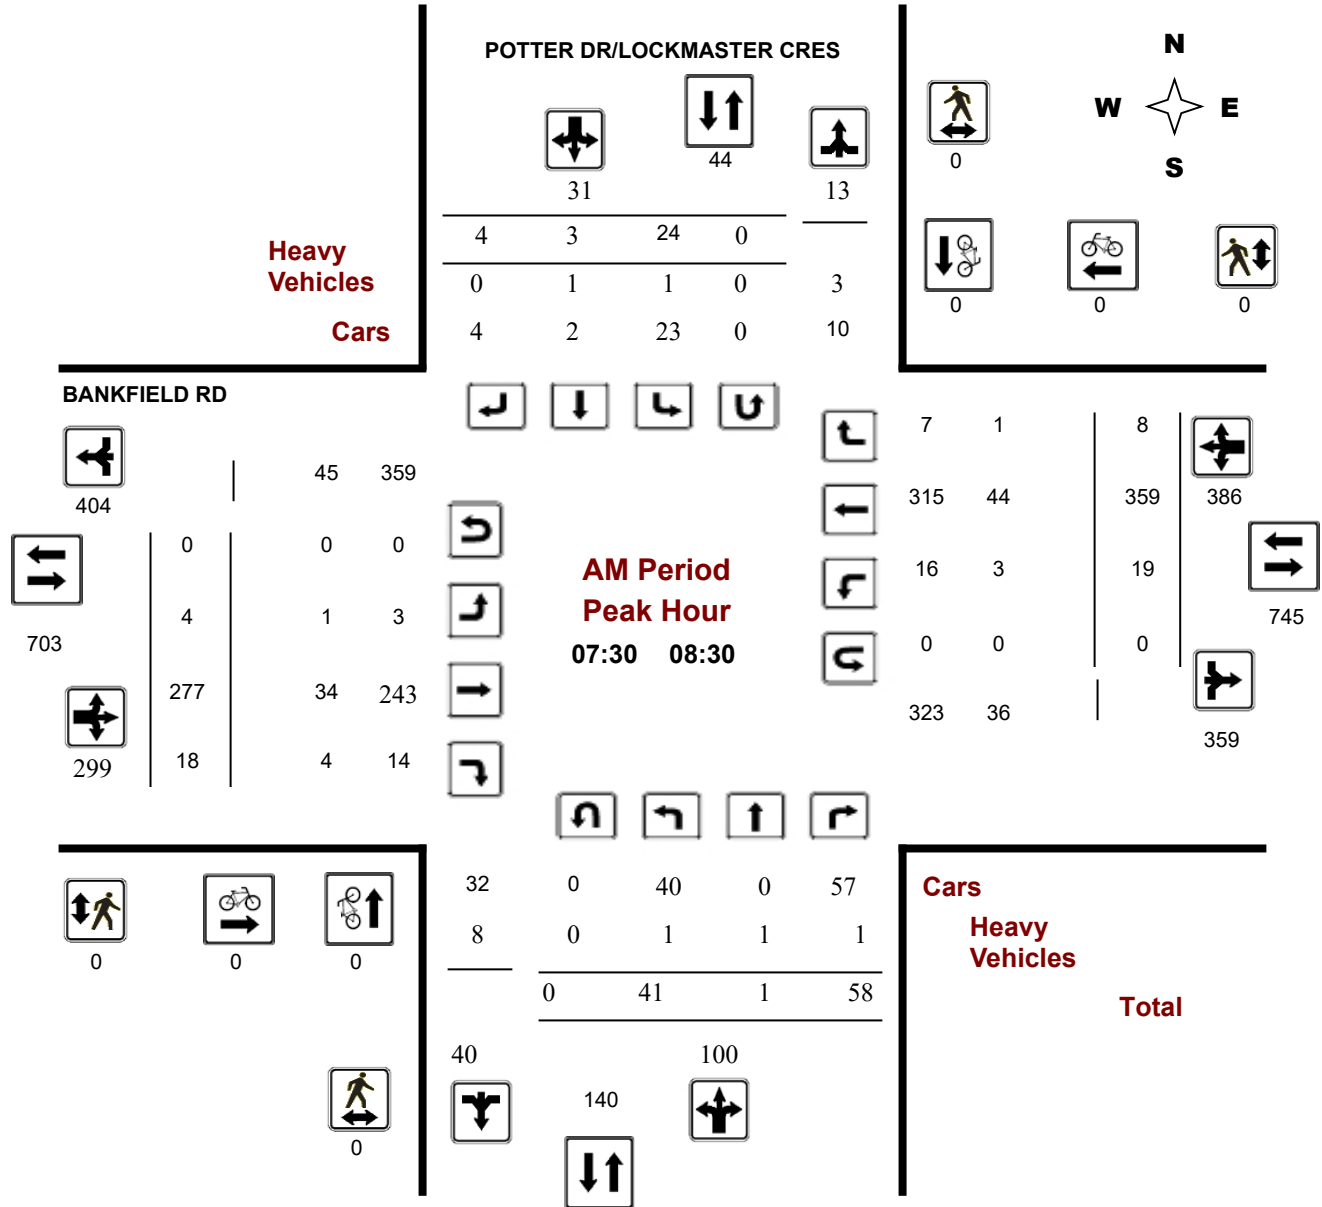 POTTER DR/LOCKMASTER CRES
N
W E
S
44
0
31 13
4 3 24 0
Heavy
Vehicles
0 1 1 0 3
0 0 0
Cars
4 2 23 0 10
BANKFIELD RD
7 1 8
45 359
404
315 44 359 386
0 0 0
AM Period
16 3 19
Peak Hour
4 1 3
745
703
07:30 08:30
0 0 0
277 34 243
323 36
359
299
18 4 14
32 0 40 0 57
Cars
8 0 1 1 1
Heavy
Vehicles
0 0 0
0 41 1 58
Total
40 100
140
0